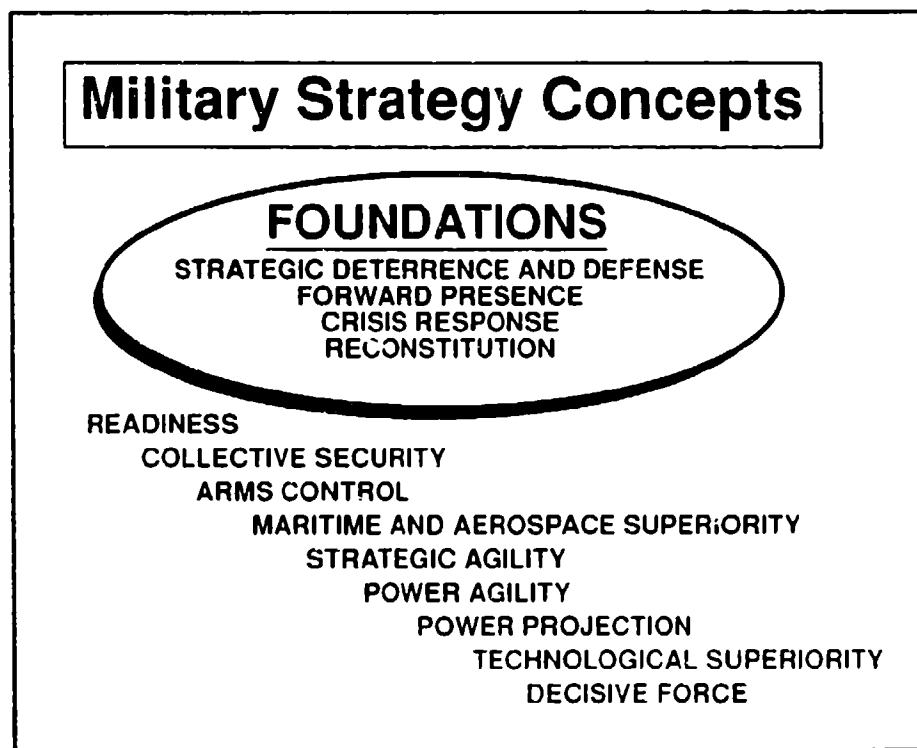 Military Strategy Concepts
FOUNDATIONS
STRATEGIC DETERRENCE AND DEFENSE
FORWARD PRESENCE
CRISIS RESPONSE
RECONSTITUTION
READINESS
COLLECTIVE SECURITY
ARMS CONTROL
MARITIME AND AEROSPACE SUPERIORITY
STRATEGIC AGILITY
POWER AGILITY
POWER PROJECTION
TECHNOLOGICAL SUPERIORITY
DECISIVE FORCE